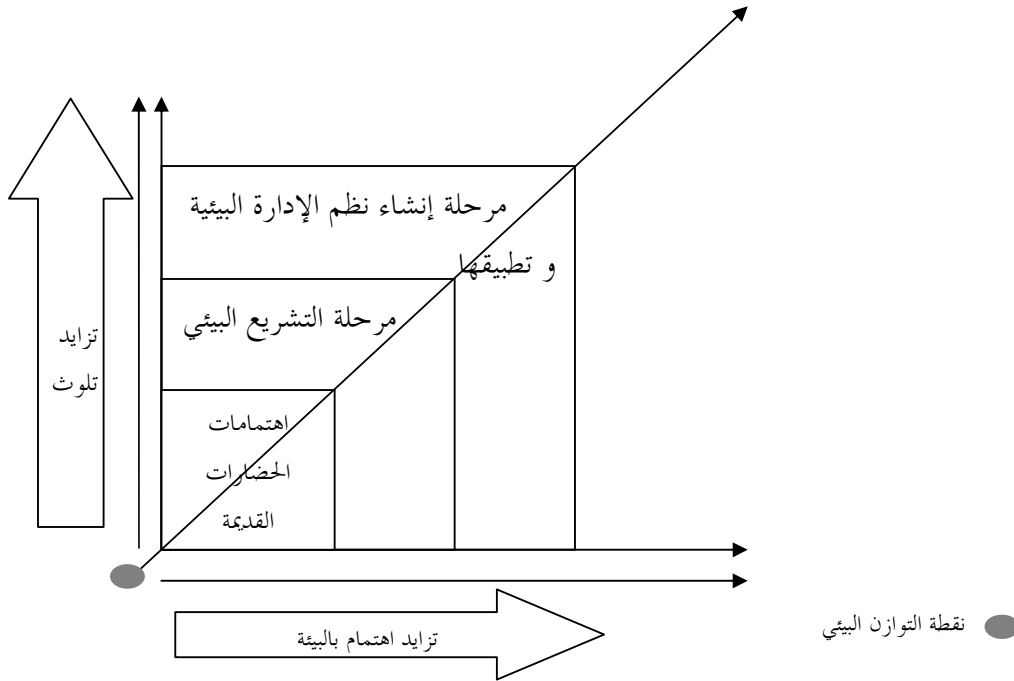 مرحلة إنشاء نظم الإدارة البيئية
و تطبيقها
مرحلة التشريع البيئي
تزايد
تلوث
اهتمامات
الحضارات
القديمة
تزايد اهتمام بالبيئة
نقطة التوازن البيئي